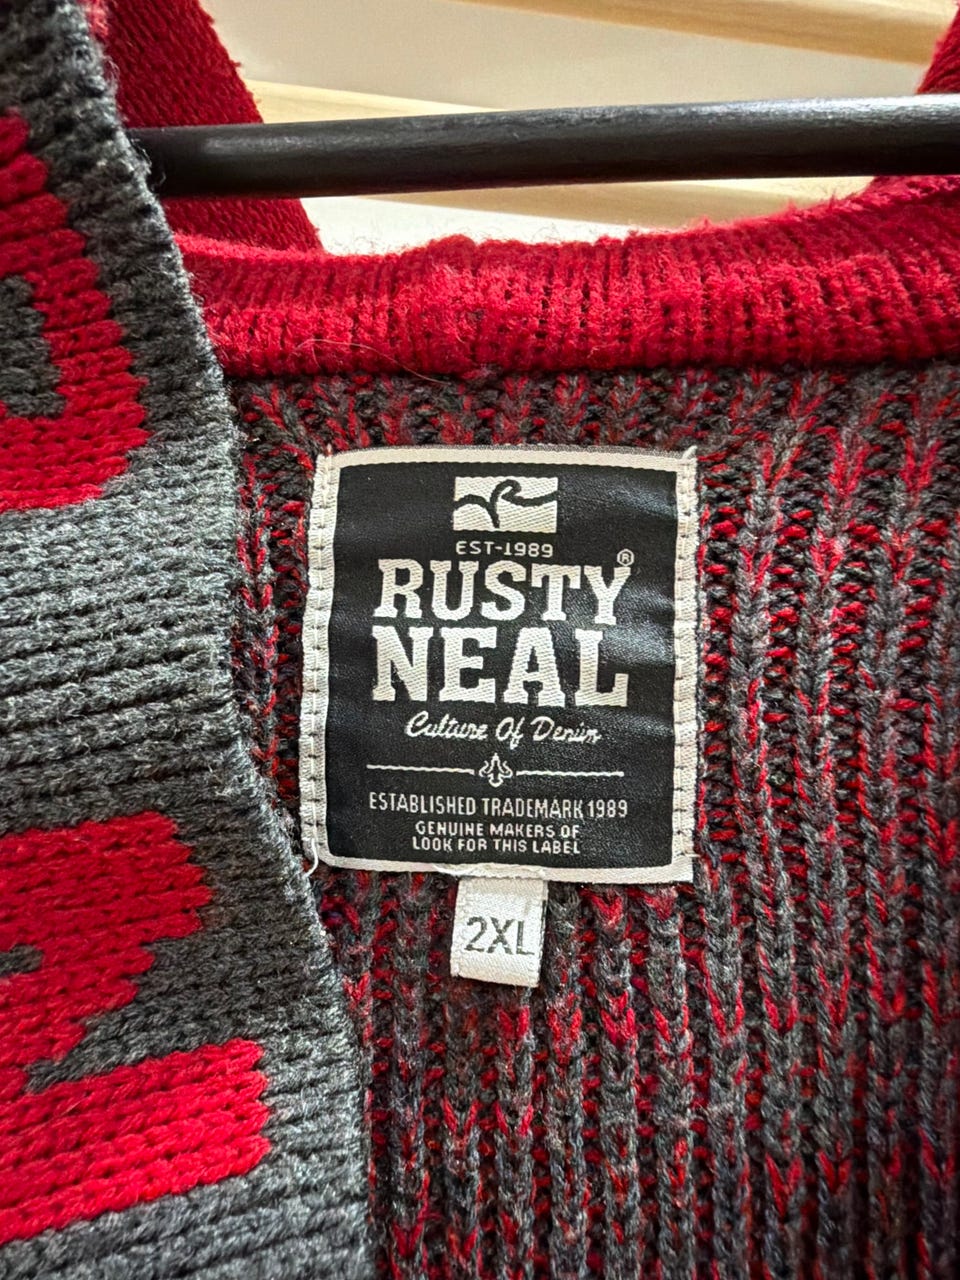 EST-1989
RUSTY®
NEAL
Culture Of Denim
ESTABLISHED TRADEMARK 1989
GENUINE MAKERS OF
LOOK FOR THIS LABEL
2XL